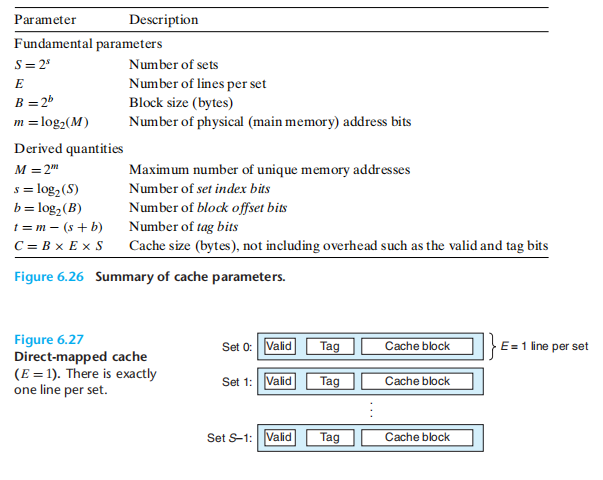 Parameter Description
Fundamental parameters
S = 2^s Number of sets
E Number of lines per set
B = 2^b Block size (bytes)
m = log₂(M) Number of physical (main memory) address bits
Derived quantities
M = 2^m Maximum number of unique memory addresses
s = log₂(S) Number of set index bits
b = log₂(B) Number of block offset bits
t = m − (s + b) Number of tag bits
C = B × E × S Cache size (bytes), not including overhead such as the valid and tag bits
Figure 6.26 Summary of cache parameters.
Figure 6.27
Direct-mapped cache
(E = 1). There is exactly
one line per set.
Set 0: Valid Tag Cache block E = 1 line per set
Set 1: Valid Tag Cache block
⋮
Set S–1: Valid Tag Cache block